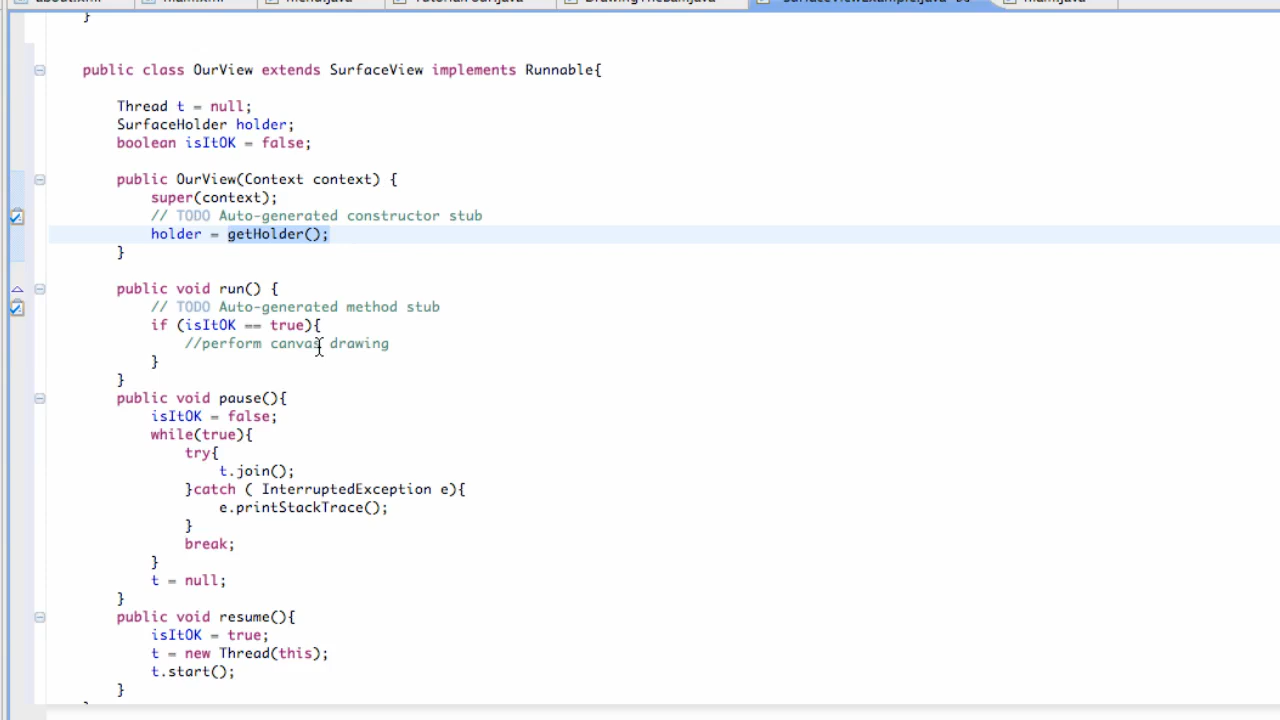 }
public class OurView extends SurfaceView implements Runnable{
Thread t = null;
SurfaceHolder holder;
boolean isItOK = false;
public OurView(Context context) {
super(context);
// TODO Auto-generated constructor stub
holder = getHolder();
}
public void run() {
// TODO Auto-generated method stub
if (isItOK == true){
//perform canvas drawing
}
}
public void pause(){
isItOK = false;
while(true){
try{
t.join();
}catch ( InterruptedException e){
e.printStackTrace();
}
break;
}
t = null;
}
public void resume(){
isItOK = true;
t = new Thread(this);
t.start();
}